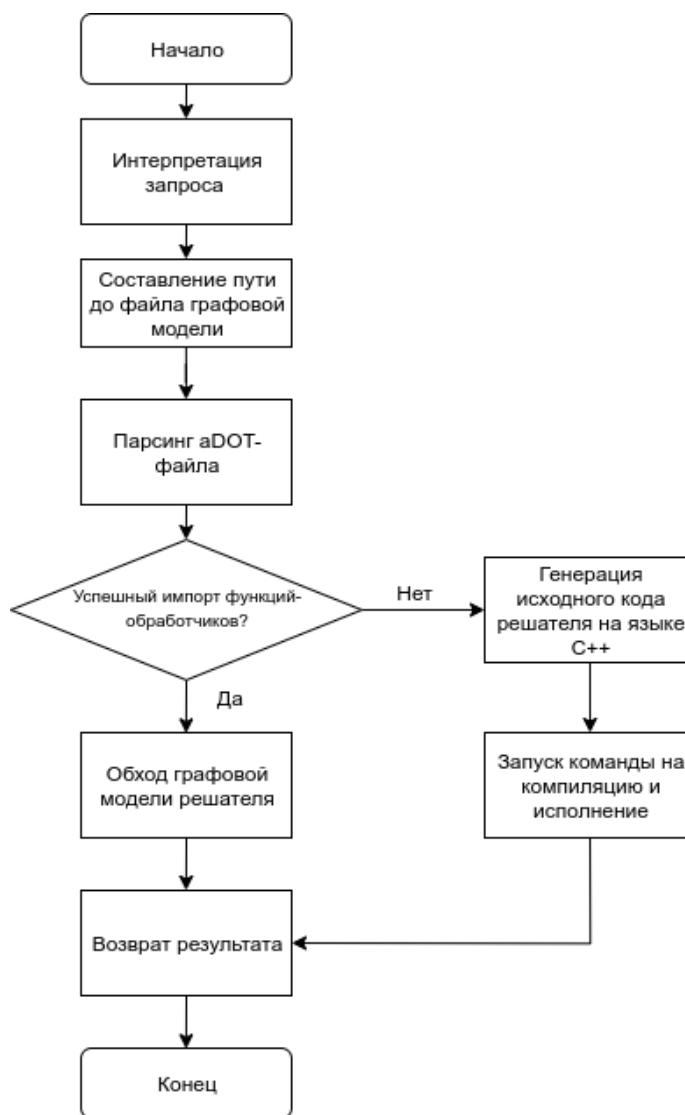 Начало
Интерпретация
запроса
Составление пути
до файла графовой
модели
Парсинг aDOT-
файла
Успешный импорт функций-
обработчиков?
Нет
Генерация
исходного кода
решателя на языке
C++
Да
Обход графовой
модели решателя
Запуск команды на
компиляцию и
исполнение
Возврат результата
Конец